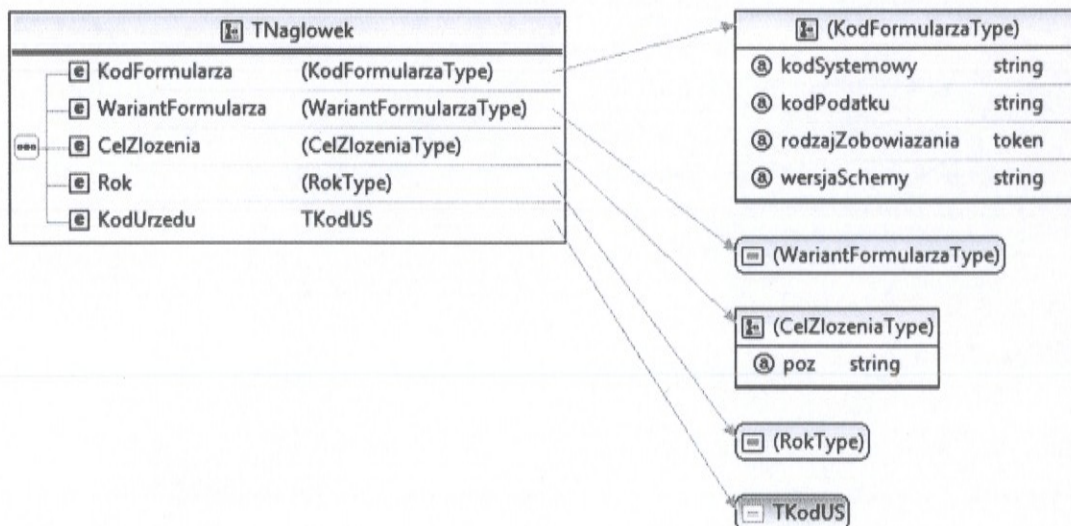 TNaglowek
KodFormularza (KodFormularzaType)
WariantFormularza (WariantFormularzaType)
CelZlozenia (CelZlozeniaType)
Rok (RokType)
KodUrzedu TKodUS
(KodFormularzaType)
a kodSystemowy string
a kodPodatku string
a rodzajZobowiazania token
a wersjaSchemy string
(WariantFormularzaType)
(CelZlozeniaType)
a poz string
(RokType)
TKodUS